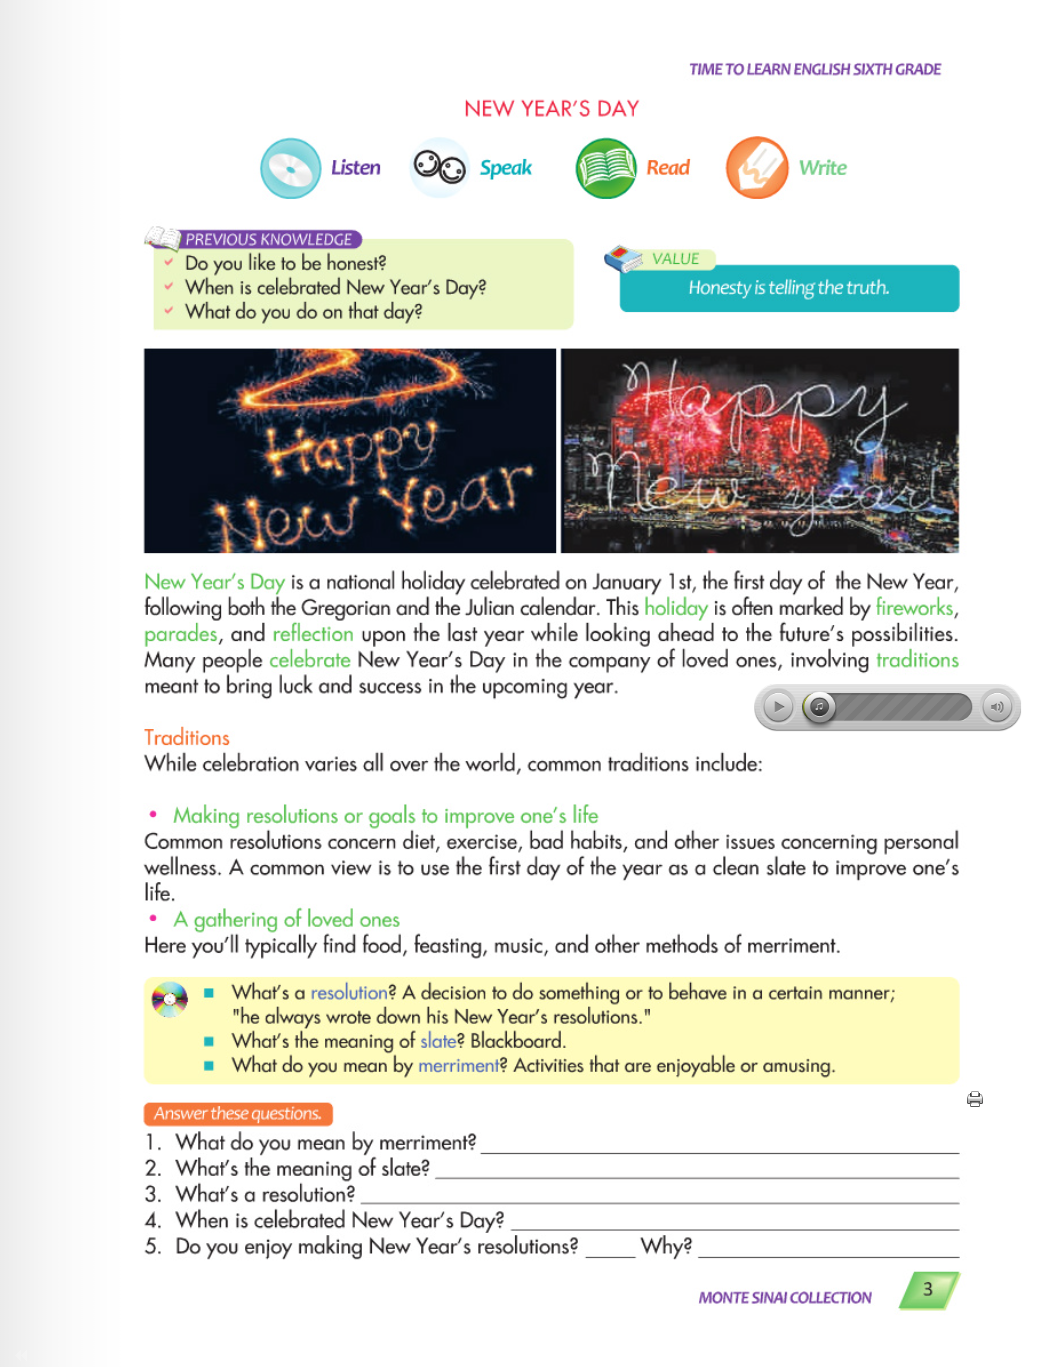 TIME TO LEARN ENGLISH SIXTH GRADE
NEW YEAR'S DAY
Listen Speak Read Write
PREVIOUS KNOWLEDGE
Do you like to be honest?
When is celebrated New Year's Day?
What do you do on that day?
VALUE
Honesty is telling the truth.
Happy
New Year
Happy
New year!
New Year's Day is a national holiday celebrated on January 1st, the first day of the New Year,
following both the Gregorian and the Julian calendar. This holiday is often marked by fireworks,
parades, and reflection upon the last year while looking ahead to the future's possibilities.
Many people celebrate New Year's Day in the company of loved ones, involving traditions
meant to bring luck and success in the upcoming year.
Traditions
While celebration varies all over the world, common traditions include:
• Making resolutions or goals to improve one's life
Common resolutions concern diet, exercise, bad habits, and other issues concerning personal
wellness. A common view is to use the first day of the year as a clean slate to improve one's
life.
• A gathering of loved ones
Here you'll typically find food, feasting, music, and other methods of merriment.
What's a resolution? A decision to do something or to behave in a certain manner;
"he always wrote down his New Year's resolutions."
What's the meaning of slate? Blackboard.
What do you mean by merriment? Activities that are enjoyable or amusing.
Answer these questions.
1. What do you mean by merriment?
2. What's the meaning of slate?
3. What's a resolution?
4. When is celebrated New Year's Day?
5. Do you enjoy making New Year's resolutions? _____ Why?
MONTE SINAI COLLECTION
3